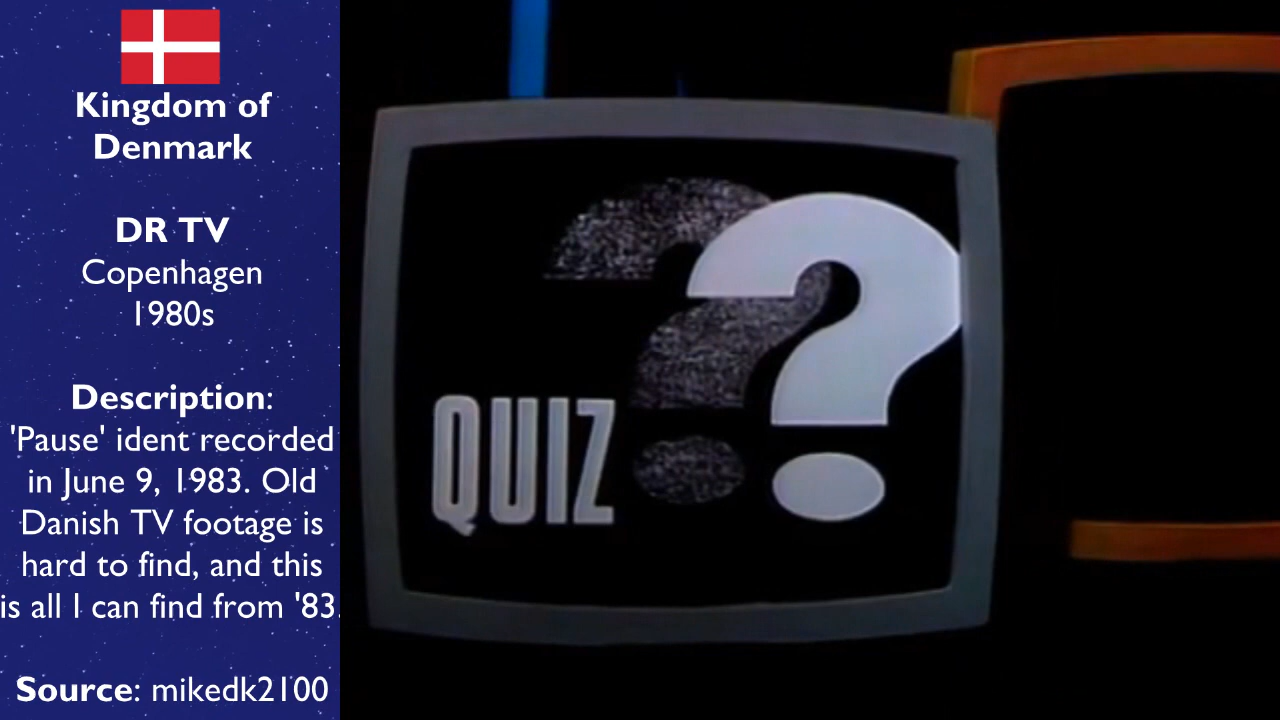 Kingdom of
Denmark
DR TV
Copenhagen
1980s
Description:
'Pause' ident recorded
in June 9, 1983. Old
Danish TV footage is
hard to find, and this
is all I can find from '83.
Source: mikedk2100
QUIZ ??